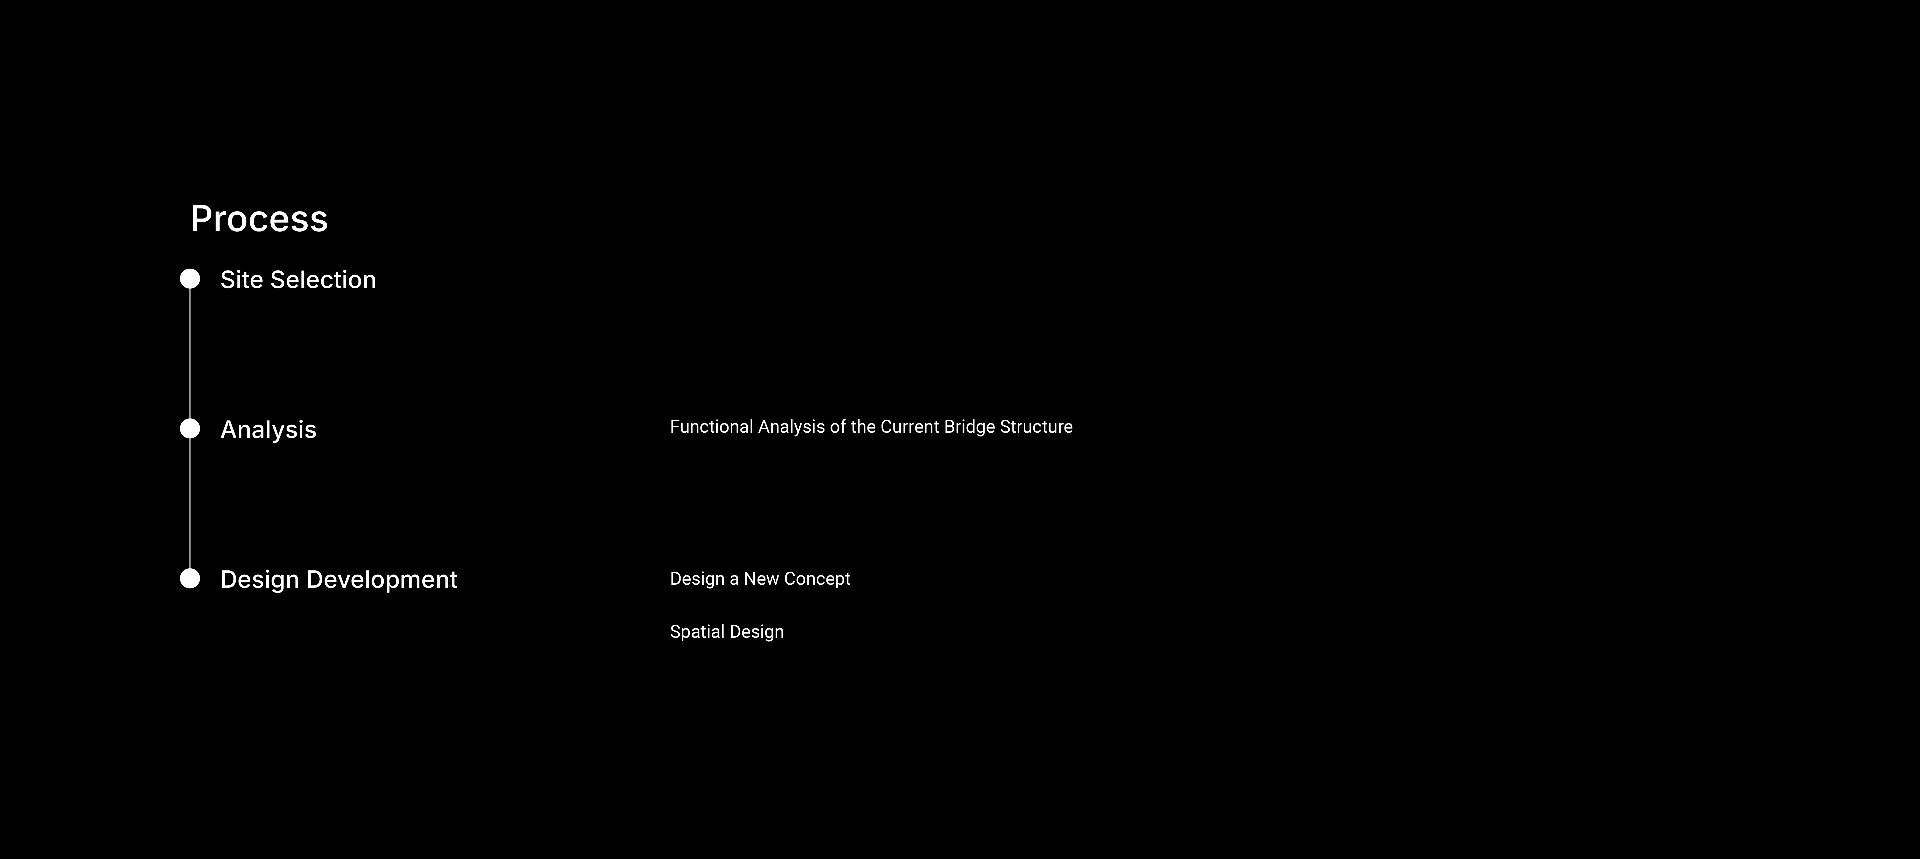 Process
Site Selection
Analysis
Functional Analysis of the Current Bridge Structure
Design Development
Design a New Concept
Spatial Design